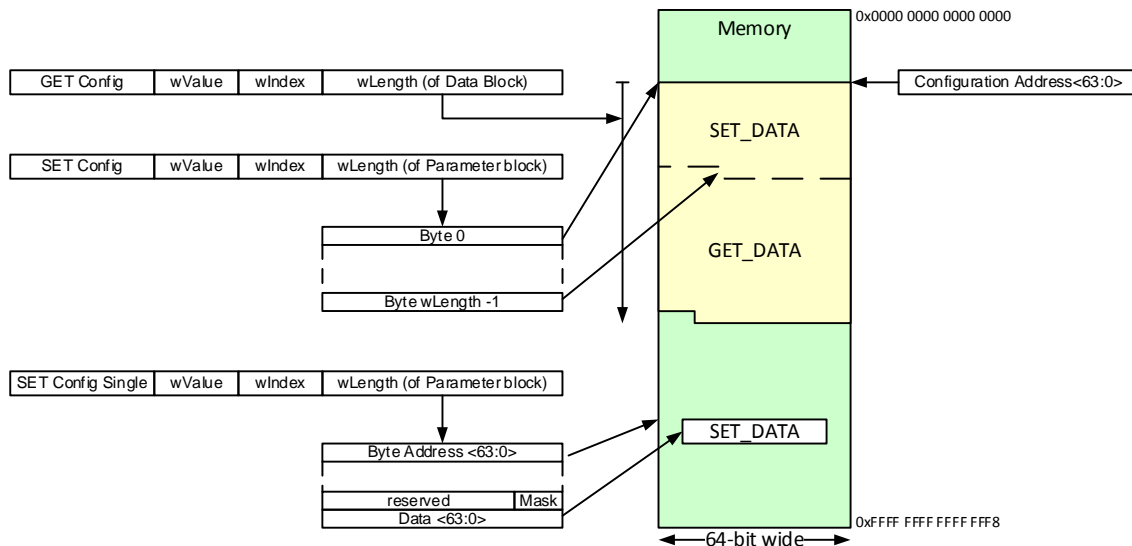 0x0000 0000 0000 0000
Memory
GET Config wValue wIndex wLength (of Data Block)
Configuration Address<63:0>
SET_DATA
SET Config wValue wIndex wLength (of Parameter block)
Byte 0
GET_DATA
Byte wLength -1
SET Config Single wValue wIndex wLength (of Parameter block)
SET_DATA
Byte Address <63:0>
reserved Mask
Data <63:0>
0xFFFF FFFF FFFF FFF8
64-bit wide